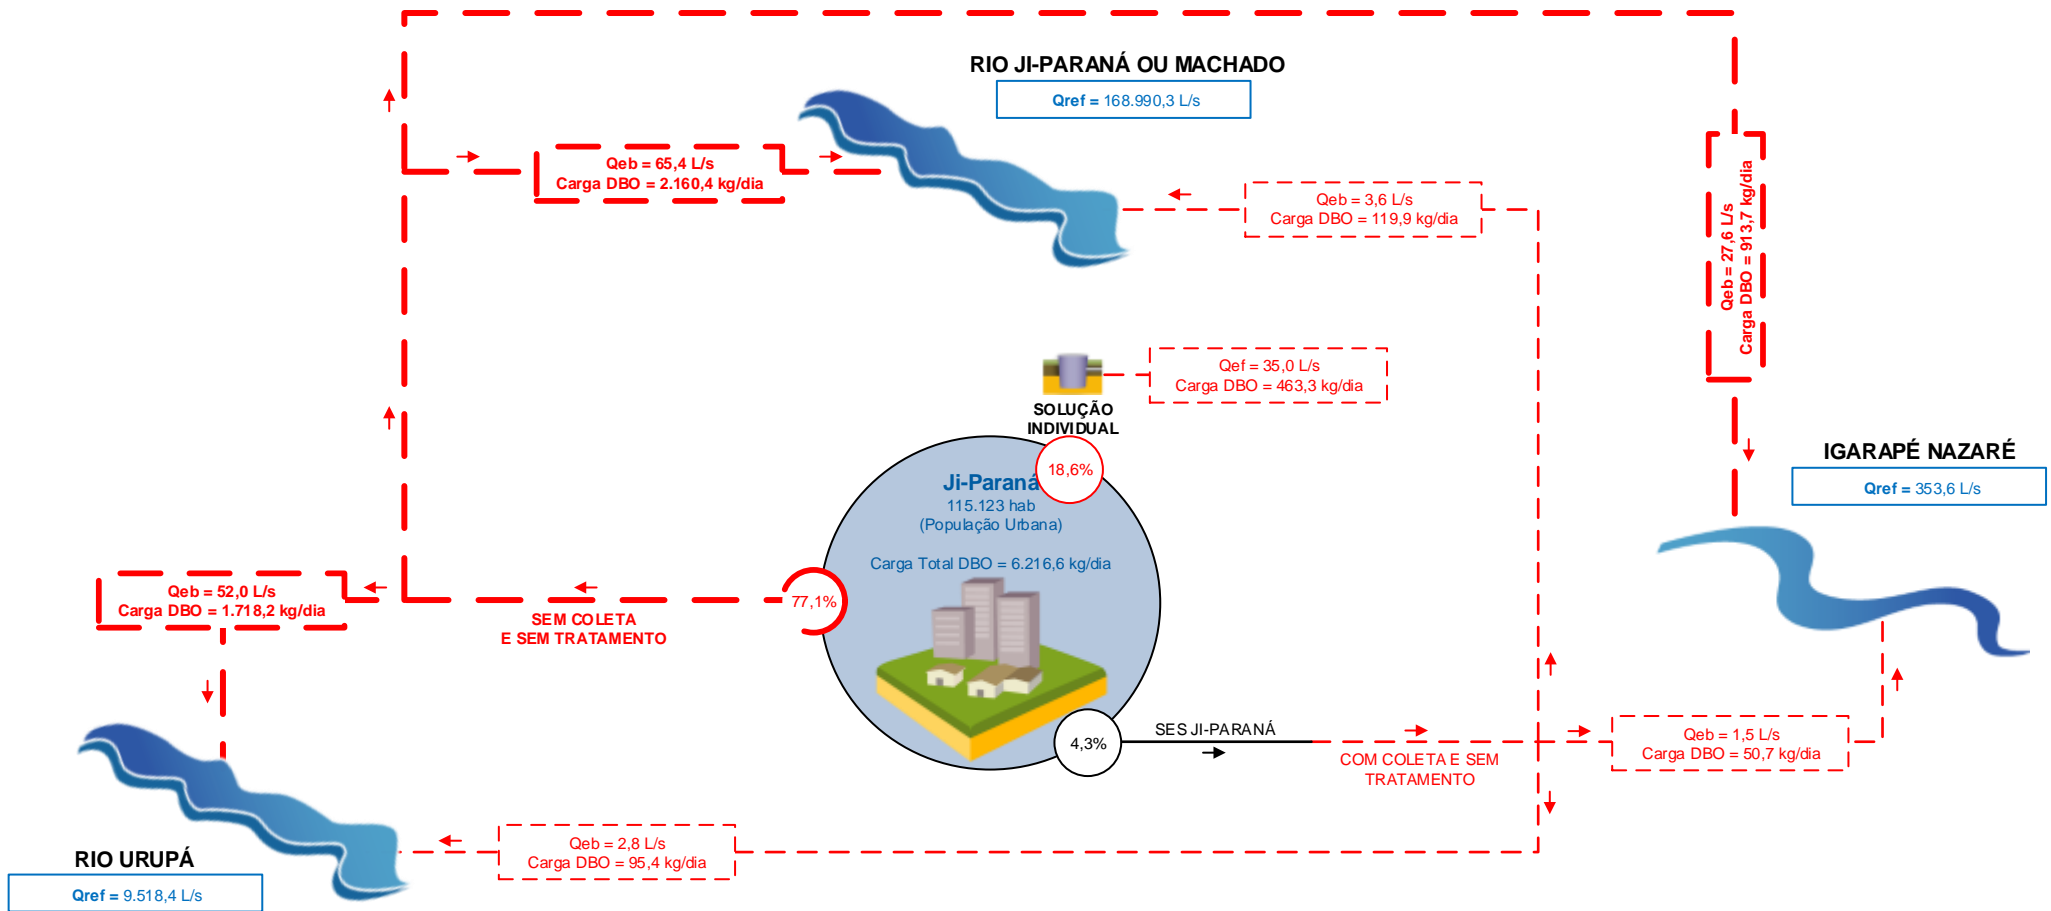 RIO JI-PARANÁ OU MACHADO
Qref = 168.990,3 L/s
Qeb = 65,4 L/s
Carga DBO = 2.160,4 kg/dia
Qeb = 3,6 L/s
Carga DBO = 119,9 kg/dia
Qeb = 27,6 L/s
Carga DBO = 913,7 kg/dia
Qef = 35,0 L/s
Carga DBO = 463,3 kg/dia
SOLUÇÃO
INDIVIDUAL
18,6%
IGARAPÉ NAZARÉ
Qref = 353,6 L/s
Ji-Paraná
115.123 hab
(População Urbana)
Carga Total DBO = 6.216,6 kg/dia
77,1%
Qeb = 52,0 L/s
Carga DBO = 1.718,2 kg/dia
SEM COLETA
E SEM TRATAMENTO
4,3%
SES JI-PARANÁ
COM COLETA E SEM
TRATAMENTO
Qeb = 1,5 L/s
Carga DBO = 50,7 kg/dia
Qeb = 2,8 L/s
Carga DBO = 95,4 kg/dia
RIO URUPÁ
Qref = 9.518,4 L/s